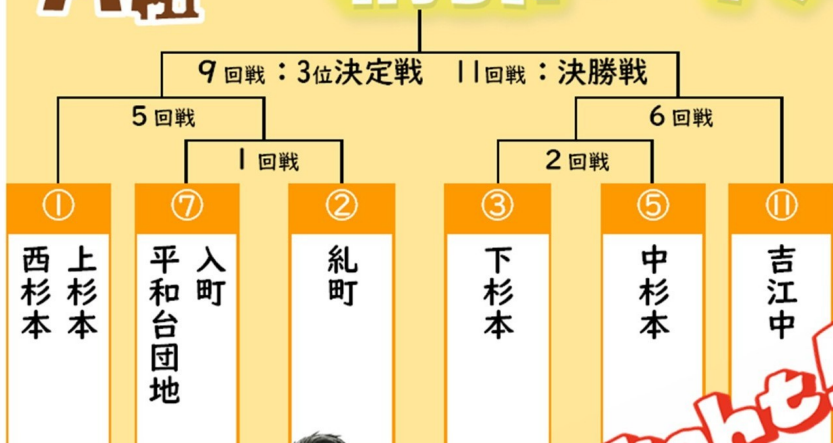 9回戦：3位決定戦　11回戦：決勝戦
5回戦
6回戦
1回戦
2回戦
①
⑦
②
③
⑤
⑪
上杉本
西杉本
入町
平和台団地
糺町
下杉本
中杉本
吉江中